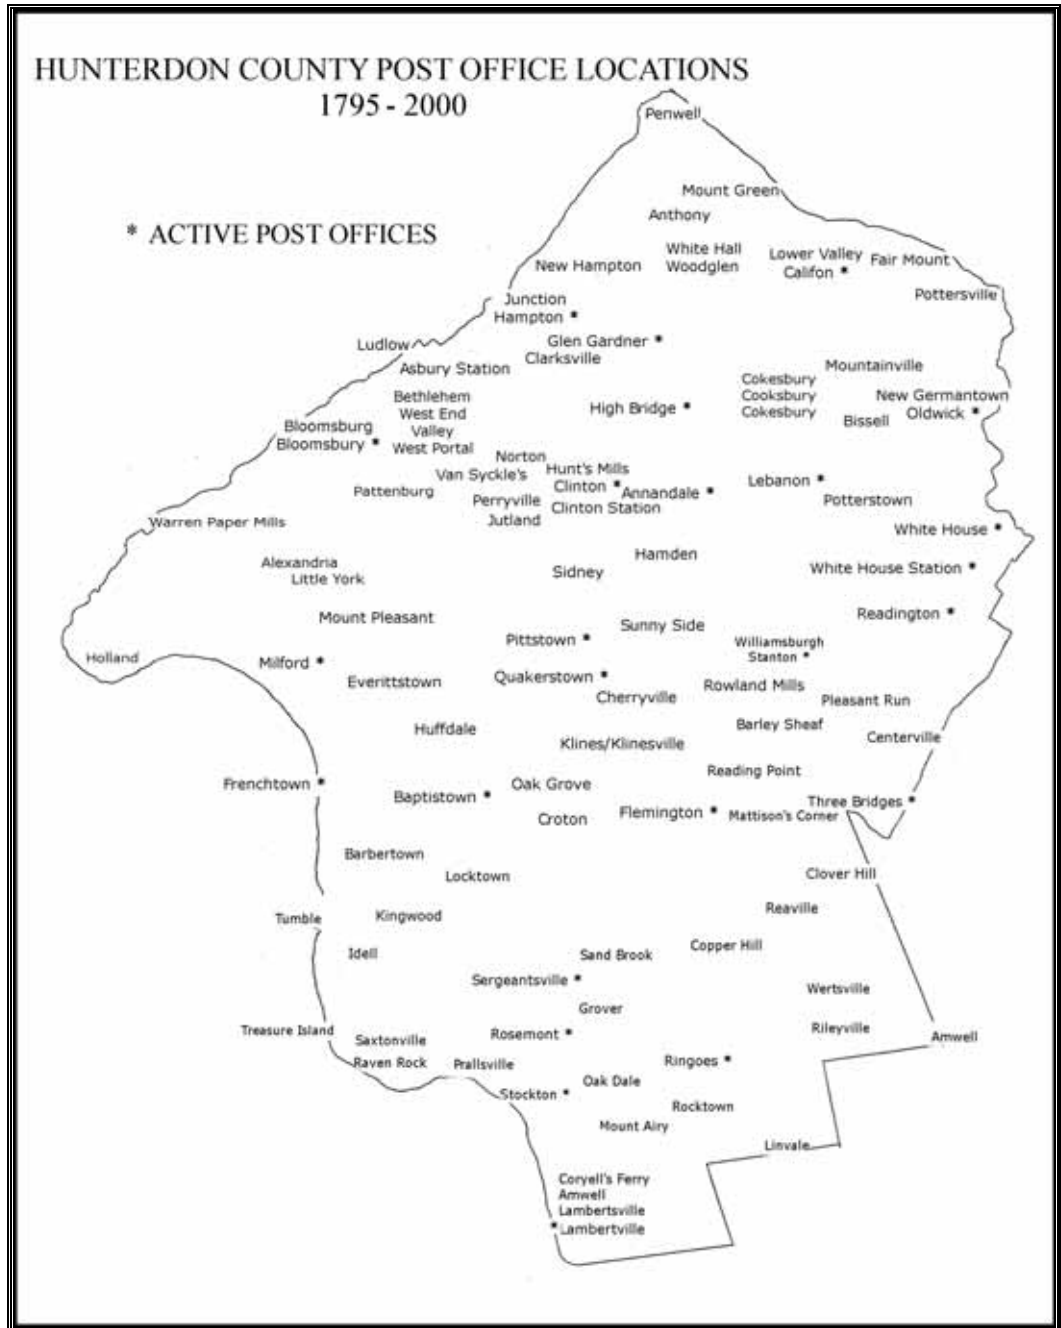 HUNTERDON COUNTY POST OFFICE LOCATIONS
1795 - 2000
Penwell
* ACTIVE POST OFFICES
Mount Green
Anthony
White Hall
Woodglen
Lower Valley
Califon *
Fair Mount
New Hampton
Pottersville
Junction
Hampton *
Ludlow
Glen Gardner *
Clarksville
Asbury Station
Mountainville
Cokesbury
Cooksbury
Cokesbury
New Germantown
Oldwick *
Bissell
Bethlehem
West End
Valley
West Portal
High Bridge *
Bloomsburg
Bloomsbury *
Norton
Van Syckle's
Hunt's Mills
Clinton *
Clinton Station
Annandale *
Lebanon *
Pattenburg
Perryville
Jutland
Potterstown
Warren Paper Mills
White House *
Hamden
Sidney
White House Station *
Alexandria
Little York
Mount Pleasant
Readington *
Sunny Side
Pittstown *
Williamsburgh
Stanton *
Holland
Milford *
Everittstown
Quakerstown *
Cherryville
Rowland Mills
Pleasant Run
Huffdale
Barley Sheaf
Centerville
Klines/Klinesville
Reading Point
Frenchtown *
Baptistown *
Oak Grove
Croton
Flemington *
Mattison's Corner
Three Bridges *
Barbertown
Locktown
Clover Hill
Reaville
Tumble
Kingwood
Idell
Sand Brook
Copper Hill
Sergeantsville *
Wertsville
Grover
Treasure Island
Saxtonville
Rosemont *
Rileyville
Amwell
Raven Rock
Prallsville
Ringoes *
Stockton *
Oak Dale
Rocktown
Mount Airy
Linvale
Coryell's Ferry
Amwell
Lambertsville
* Lambertville